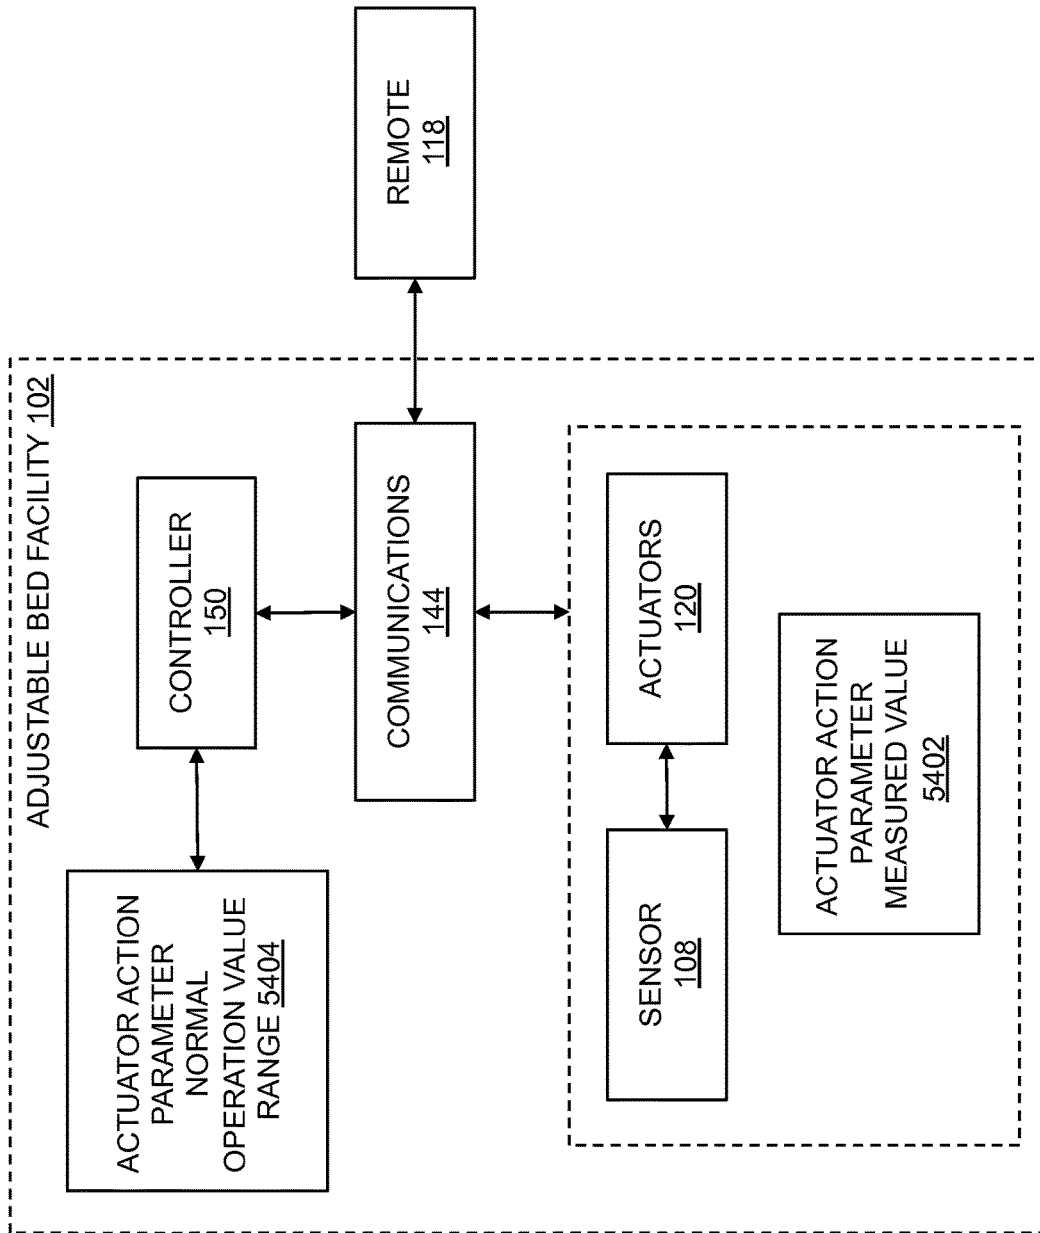 ADJUSTABLE BED FACILITY 102
ACTUATOR ACTION
PARAMETER
NORMAL
OPERATION VALUE
RANGE 5404
CONTROLLER
150
COMMUNICATIONS
144
REMOTE
118
SENSOR
108
ACTUATORS
120
ACTUATOR ACTION
PARAMETER
MEASURED VALUE
5402